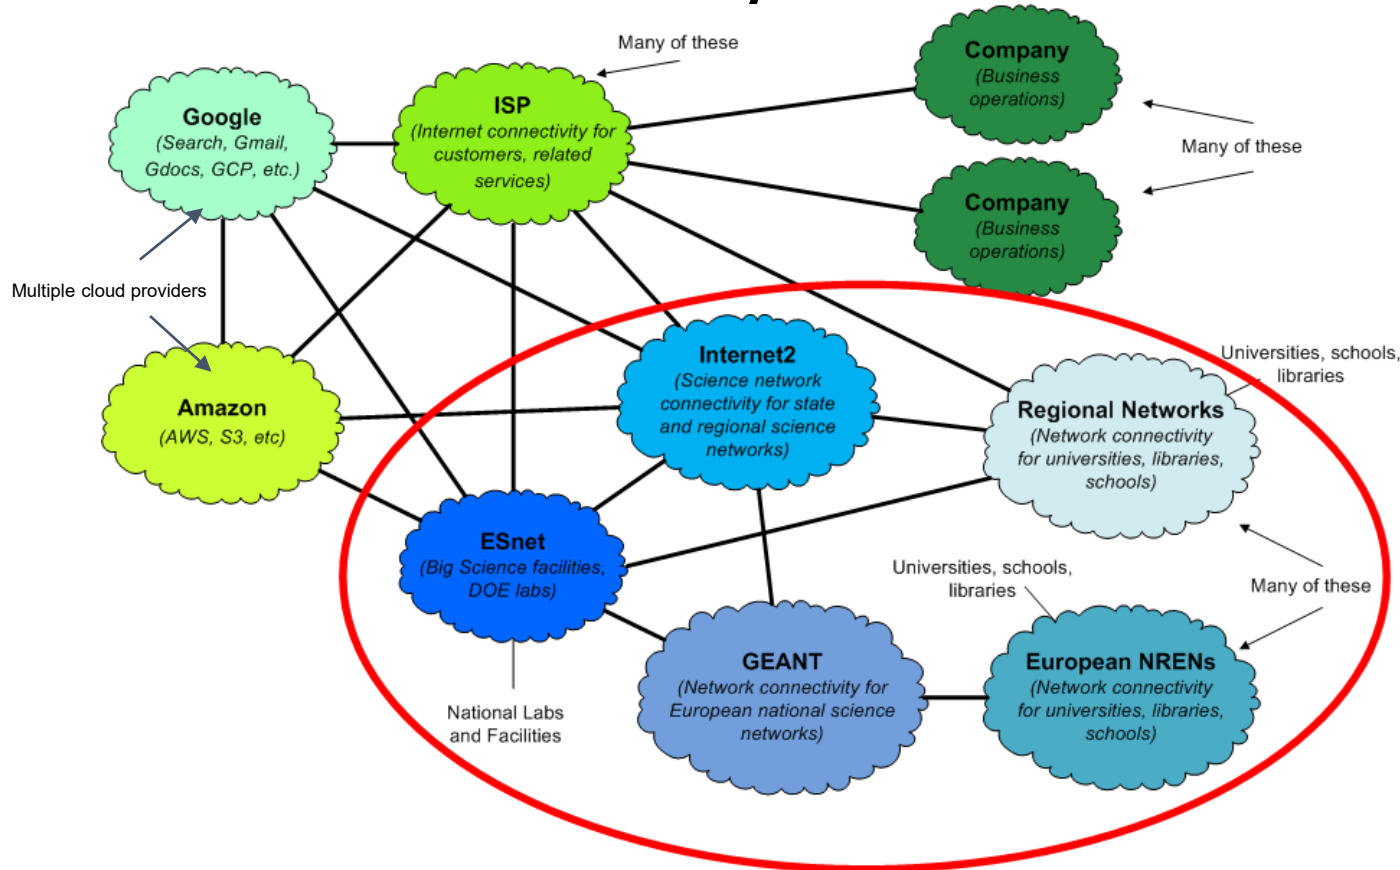 Many of these
Company
(Business
operations)
Google
(Search, Gmail,
Gdocs, GCP, etc.)
ISP
(Internet connectivity for
customers, related
services)
Many of these
Company
(Business
operations)
Multiple cloud providers
Internet2
(Science network
connectivity for state
and regional science
networks)
Universities, schools,
libraries
Amazon
(AWS, S3, etc)
Regional Networks
(Network connectivity
for universities, libraries,
schools)
ESnet
(Big Science facilities,
DOE labs)
Universities, schools,
libraries
Many of these
GEANT
(Network connectivity for
European national science
networks)
European NRENs
(Network connectivity
for universities, libraries,
schools)
National Labs
and Facilities